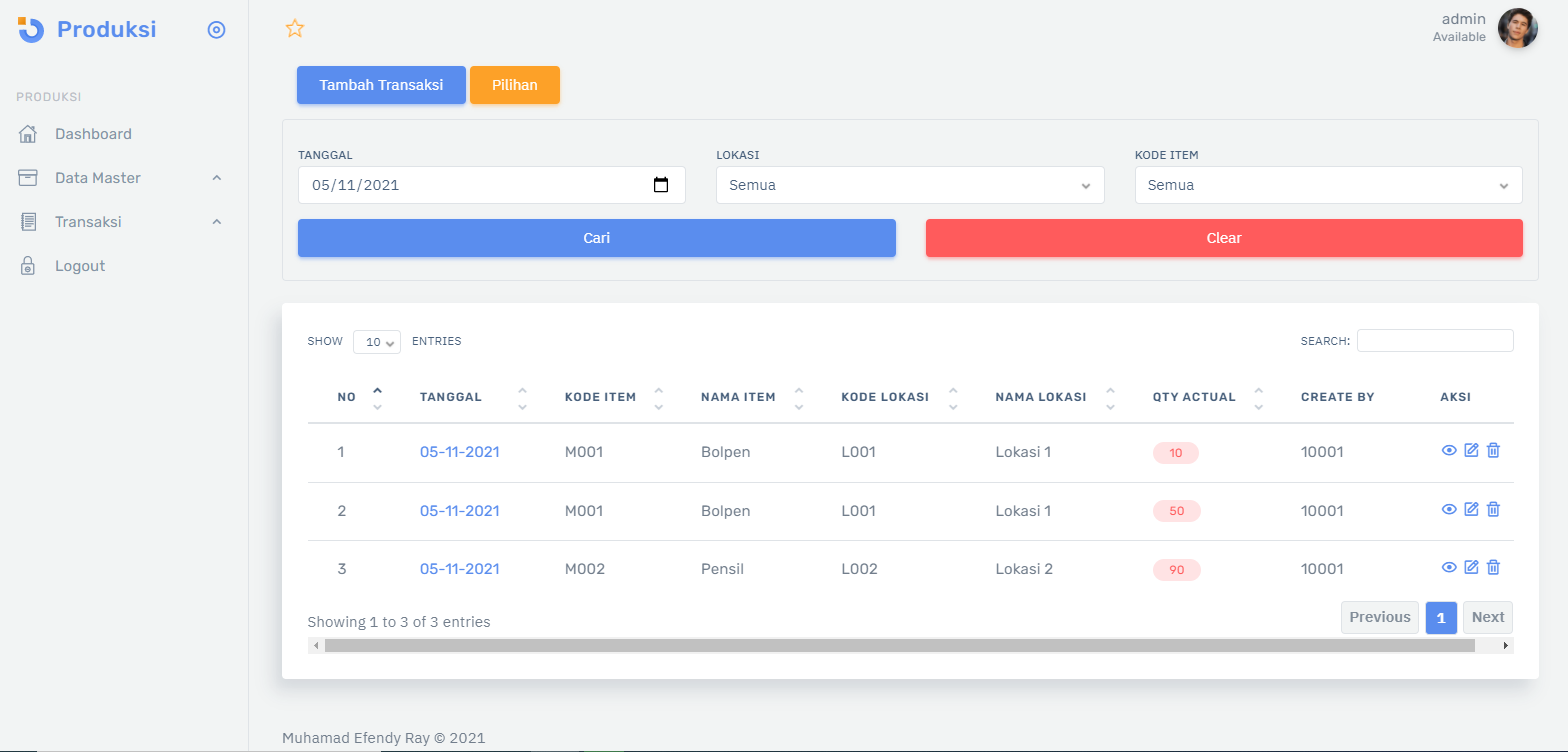 Produksi
admin
Available
PRODUKSI
Dashboard
Data Master
Transaksi
Logout
Tambah Transaksi Pilihan
TANGGAL LOKASI KODE ITEM
05/11/2021 Semua Semua
Cari Clear
SHOW 10 ENTRIES SEARCH:
NO TANGGAL KODE ITEM NAMA ITEM KODE LOKASI NAMA LOKASI QTY ACTUAL CREATE BY AKSI
1 05-11-2021 M001 Bolpen L001 Lokasi 1 10 10001
2 05-11-2021 M001 Bolpen L001 Lokasi 1 50 10001
3 05-11-2021 M002 Pensil L002 Lokasi 2 90 10001
Showing 1 to 3 of 3 entries Previous 1 Next
Muhamad Efendy Ray © 2021